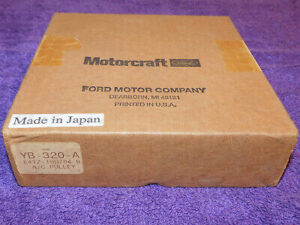 Motorcraft
FORD MOTOR COMPANY
DEARBORN, MI 48121
PRINTED IN U.S.A.
Made in Japan
YB-320-A
A/C PULLEY